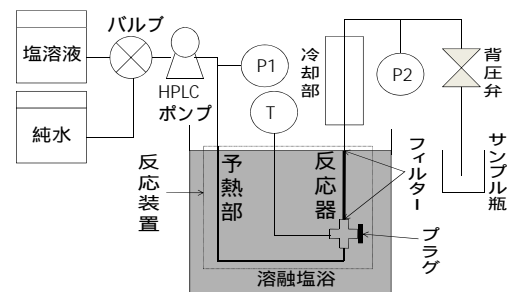 塩溶液
純水
バルブ
HPLC
ポンプ
P1
T
冷却部
P2
背圧弁
サンプル瓶
反応装置
予熱部
反応器
フィルター
プラグ
溶融塩浴